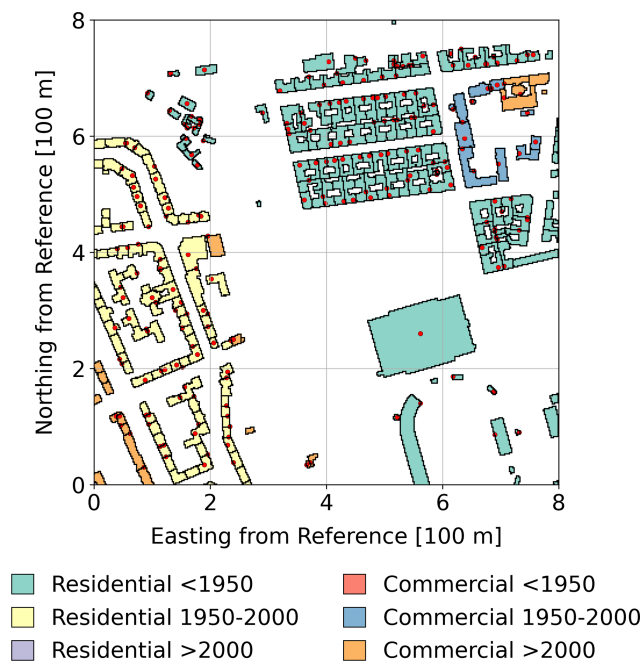 8
6
4
2
0
0 2 4 6 8
Northing from Reference [100 m]
Easting from Reference [100 m]
Residential <1950 Commercial <1950
Residential 1950-2000 Commercial 1950-2000
Residential >2000 Commercial >2000